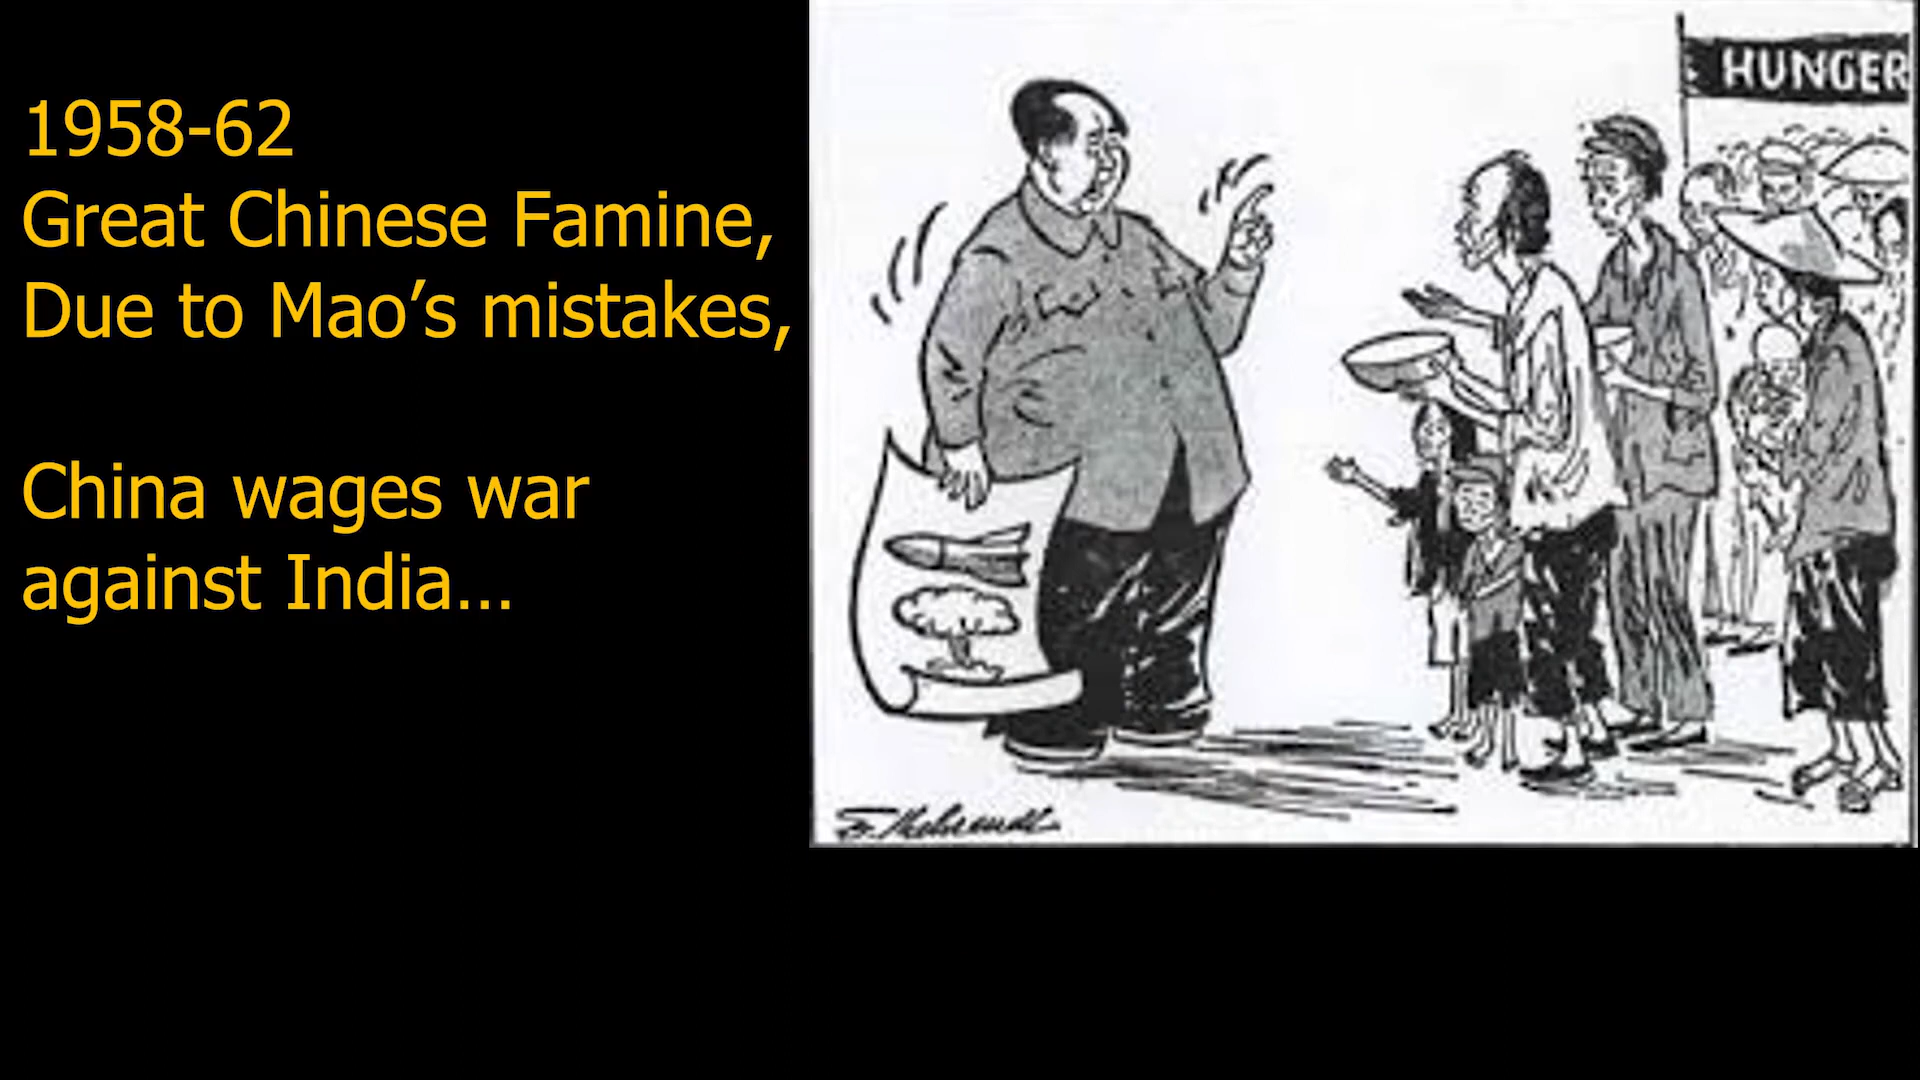 1958-62
Great Chinese Famine,
Due to Mao’s mistakes,
China wages war
against India...
HUNGER